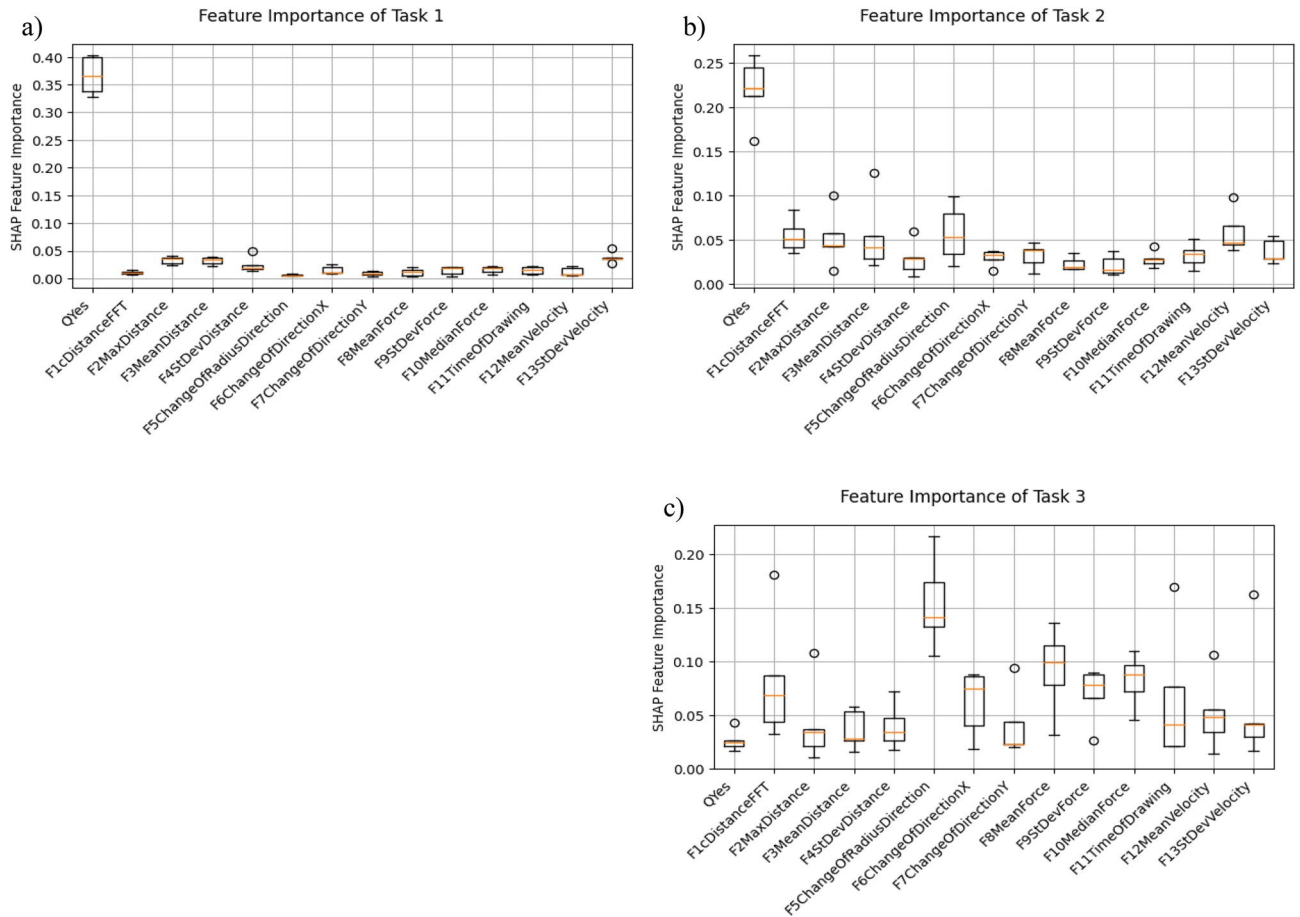 a)
Feature Importance of Task 1
SHAP Feature Importance
0.40
0.35
0.30
0.25
0.20
0.15
0.10
0.05
0.00
QYes
F1cDistanceFFT
F2MaxDistance
F3MeanDistance
F4StDevDistance
F5ChangeOfRadiusDirection
F6ChangeOfDirectionX
F7ChangeOfDirectionY
F8MeanForce
F9StDevForce
F10MedianForce
F11TimeOfDrawing
F12MeanVelocity
F13StDevVelocity
b)
Feature Importance of Task 2
SHAP Feature Importance
0.25
0.20
0.15
0.10
0.05
0.00
QYes
F1cDistanceFFT
F2MaxDistance
F3MeanDistance
F4StDevDistance
F5ChangeOfRadiusDirection
F6ChangeOfDirectionX
F7ChangeOfDirectionY
F8MeanForce
F9StDevForce
F10MedianForce
F11TimeOfDrawing
F12MeanVelocity
F13StDevVelocity
c)
Feature Importance of Task 3
SHAP Feature Importance
0.20
0.15
0.10
0.05
0.00
QYes
F1cDistanceFFT
F2MaxDistance
F3MeanDistance
F4StDevDistance
F5ChangeOfRadiusDirection
F6ChangeOfDirectionX
F7ChangeOfDirectionY
F8MeanForce
F9StDevForce
F10MedianForce
F11TimeOfDrawing
F12MeanVelocity
F13StDevVelocity